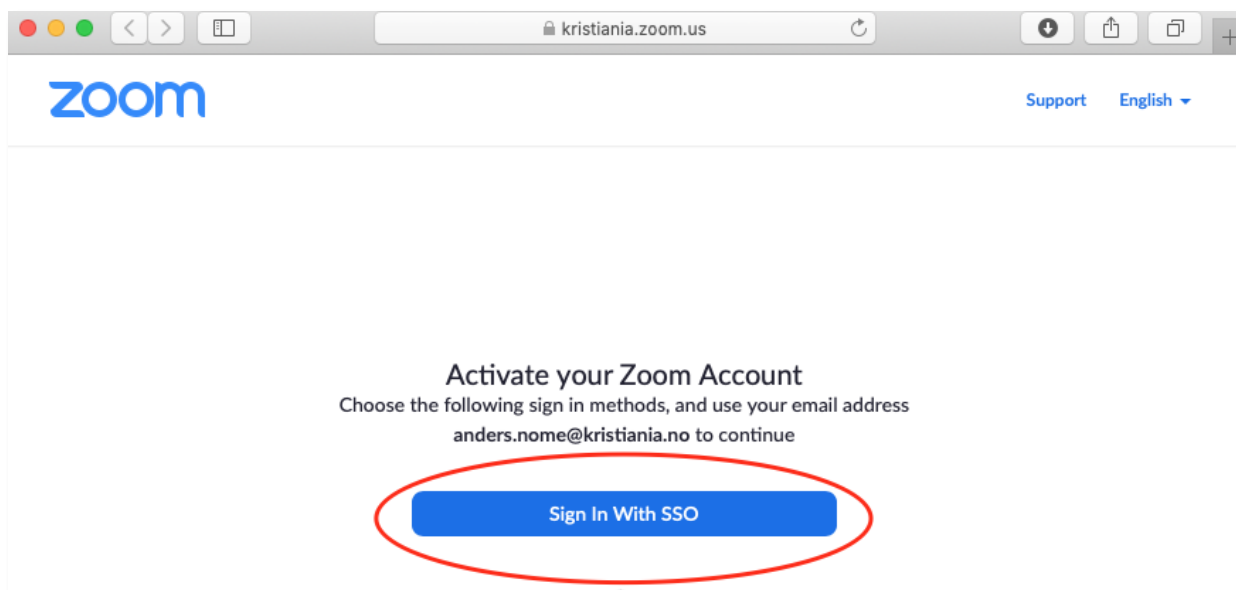 kristiania.zoom.us
zoom
Support English
Activate your Zoom Account
Choose the following sign in methods, and use your email address
anders.nome@kristiania.no to continue
Sign In With SSO